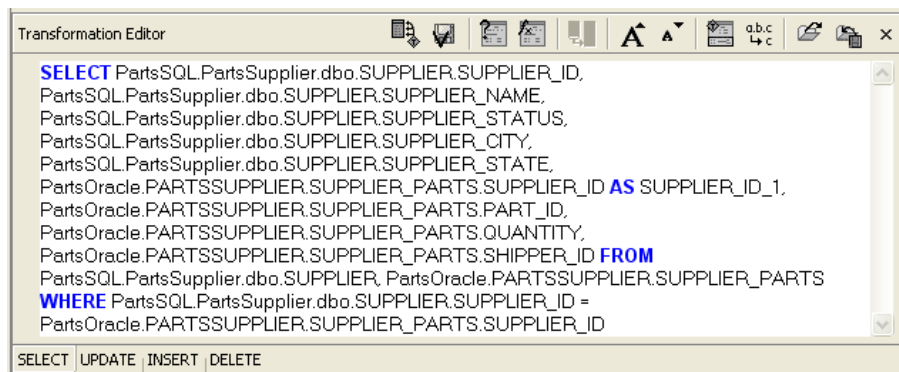 Transformation Editor
A A a.b.c c
SELECT PartsSQL.PartsSupplier.dbo.SUPPLIER.SUPPLIER_ID,
PartsSQL.PartsSupplier.dbo.SUPPLIER.SUPPLIER_NAME,
PartsSQL.PartsSupplier.dbo.SUPPLIER.SUPPLIER_STATUS,
PartsSQL.PartsSupplier.dbo.SUPPLIER.SUPPLIER_CITY,
PartsSQL.PartsSupplier.dbo.SUPPLIER.SUPPLIER_STATE,
PartsOracle.PARTSSUPPLIER.SUPPLIER_PARTS.SUPPLIER_ID AS SUPPLIER_ID_1,
PartsOracle.PARTSSUPPLIER.SUPPLIER_PARTS.PART_ID,
PartsOracle.PARTSSUPPLIER.SUPPLIER_PARTS.QUANTITY,
PartsOracle.PARTSSUPPLIER.SUPPLIER_PARTS.SHIPPER_ID FROM
PartsSQL.PartsSupplier.dbo.SUPPLIER, PartsOracle.PARTSSUPPLIER.SUPPLIER_PARTS
WHERE PartsSQL.PartsSupplier.dbo.SUPPLIER.SUPPLIER_ID =
PartsOracle.PARTSSUPPLIER.SUPPLIER_PARTS.SUPPLIER_ID
SELECT UPDATE INSERT DELETE